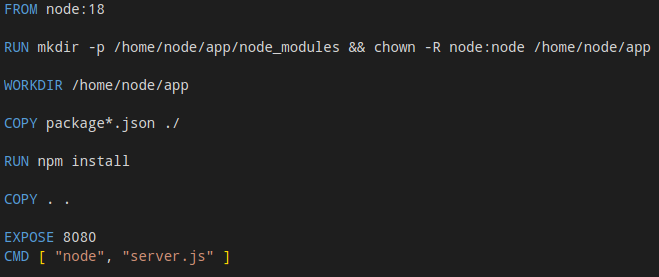 FROM node:18
RUN mkdir -p /home/node/app/node_modules && chown -R node:node /home/node/app
WORKDIR /home/node/app
COPY package*.json ./
RUN npm install
COPY . .
EXPOSE 8080
CMD [ "node", "server.js" ]